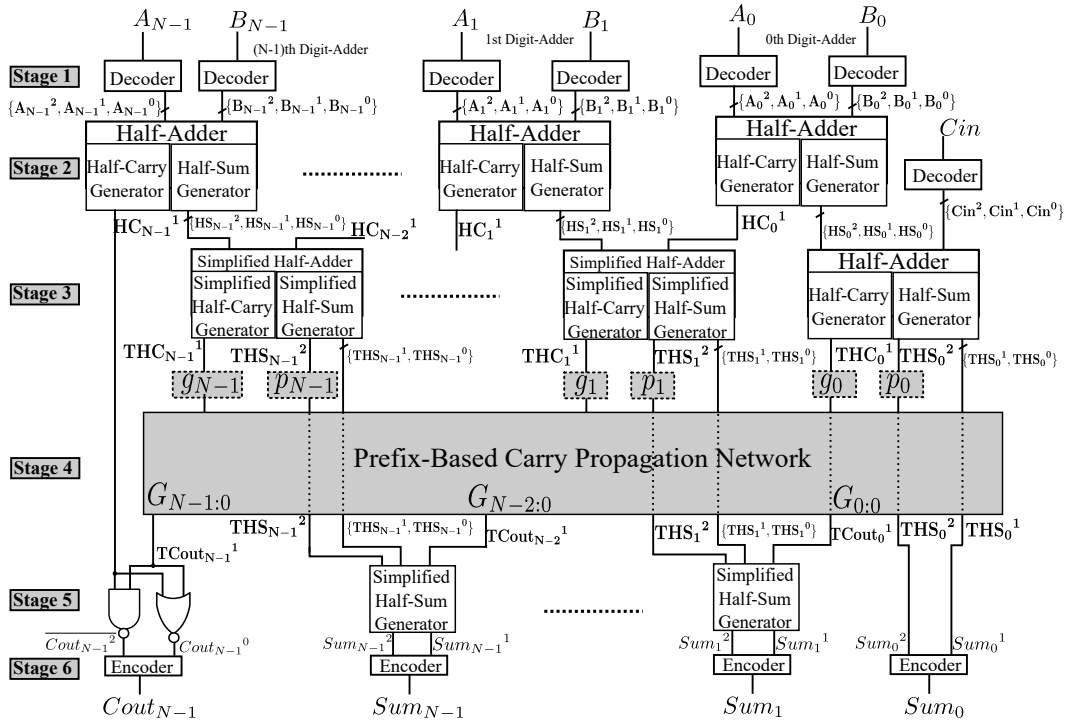 A_{N-1} B_{N-1} A_1 B_1 A_0 B_0
(N-1)th Digit-Adder 1st Digit-Adder 0th Digit-Adder
Stage 1 Decoder Decoder Decoder Decoder Decoder Decoder
{A_{N-1}^2, A_{N-1}^1, A_{N-1}^0} {B_{N-1}^2, B_{N-1}^1, B_{N-1}^0} {A_1^2, A_1^1, A_1^0} {B_1^2, B_1^1, B_1^0} {A_0^2, A_0^1, A_0^0} {B_0^2, B_0^1, B_0^0}
Half-Adder Half-Adder Half-Adder Cin
Stage 2 Half-Carry Half-Sum Half-Carry Half-Sum Half-Carry Half-Sum Decoder
Generator Generator Generator Generator Generator Generator
{Cin^2, Cin^1, Cin^0}
HC_{N-1}^1 {HS_{N-1}^2, HS_{N-1}^1, HS_{N-1}^0} HC_{N-2}^1 HC_1^1 {HS_1^2, HS_1^1, HS_1^0} HC_0^1 {HS_0^2, HS_0^1, HS_0^0}
Simplified Half-Adder Simplified Half-Adder Half-Adder
Stage 3 Simplified Simplified Simplified Simplified
Half-Carry Half-Sum Half-Carry Half-Sum Half-Carry Half-Sum
Generator Generator Generator Generator Generator Generator
THC_{N-1}^1 THS_{N-1}^2 {THS_{N-1}^1, THS_{N-1}^0} THC_1^1 THS_1^2 {THS_1^1, THS_1^0} THC_0^1 THS_0^2 {THS_0^1, THS_0^0}
g_{N-1} p_{N-1} g_1 p_1 g_0 p_0
Stage 4 Prefix-Based Carry Propagation Network
G_{N-1:0} G_{N-2:0} G_{0:0}
THS_{N-1}^2 {THS_{N-1}^1, THS_{N-1}^0} TCout_{N-2}^1 THS_1^2 {THS_1^1, THS_1^0} TCout_0^1 THS_0^2 THS_0^1
TCout_{N-1}^1
Simplified Simplified
Stage 5 Half-Sum Half-Sum
Generator Generator
\overline{Cout_{N-1}^2} Cout_{N-1}^0 Sum_{N-1}^2 Sum_{N-1}^1 Sum_1^2 Sum_1^1 Sum_0^2 Sum_0^1
Stage 6 Encoder Encoder Encoder Encoder
Cout_{N-1} Sum_{N-1} Sum_1 Sum_0